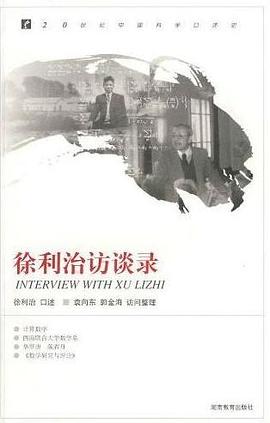 20世纪中国科学口述史
徐利治访谈录
INTERVIEW WITH XU LIZHI
徐利治 口述 袁向东 郭金海 访问整理
计算数学
西南联合大学数学系
华罗庚 陈省身
《数学研究与评论》
湖南教育出版社